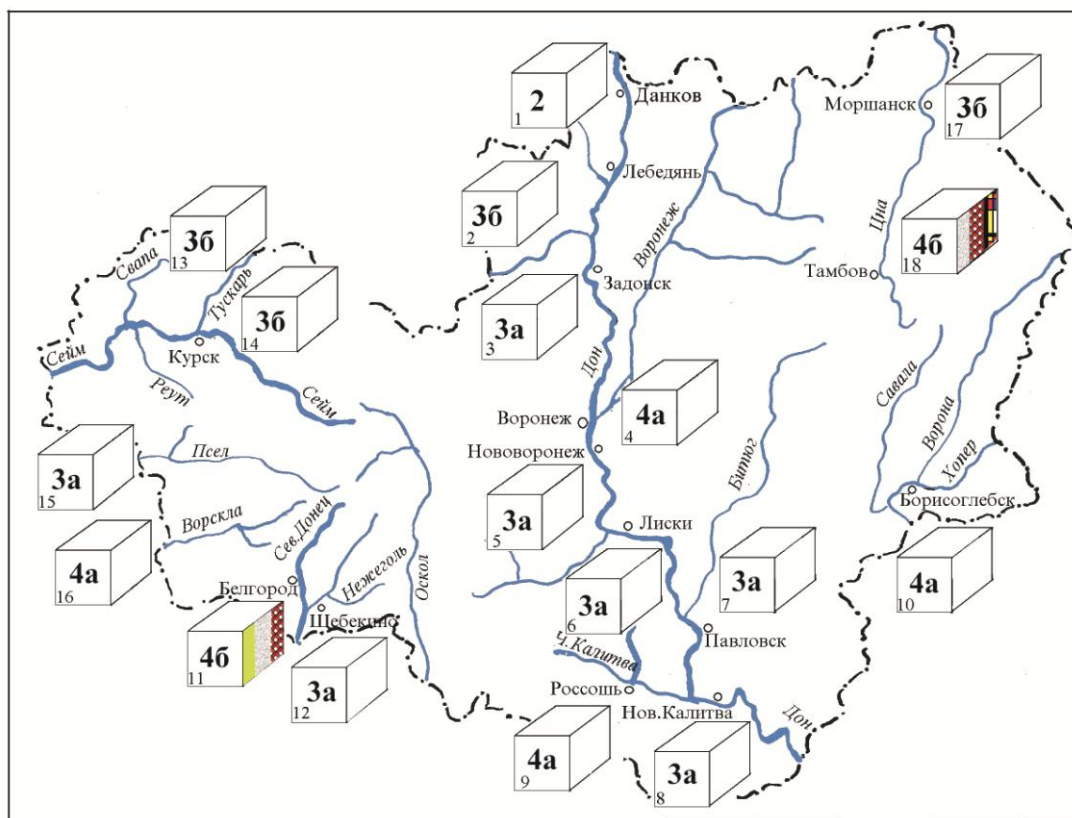 2
1
Данков
Моршанск
3б
17
Лебедянь
3б
2
Воронеж
Цна
4б
18
Свапа
3б
13
Тускарь
Задонск
Тамбов
3б
14
3а
3
Сейм
Курск
Дон
Реут
Сейм
Савала
Ворона
4а
4
Воронеж
Нововоронеж
Битюг
Хопер
Псел
3а
15
Борисоглебск
3а
5
Лиски
Ворскла
Сев.Донец
4а
16
Нежеголь
Оскол
3а
6
3а
7
4а
10
Белгород
Щебекино
Павловск
4б
11
3а
12
Ч.Калитва
Россошь
Нов.Калитва
Дон
4а
9
3а
8